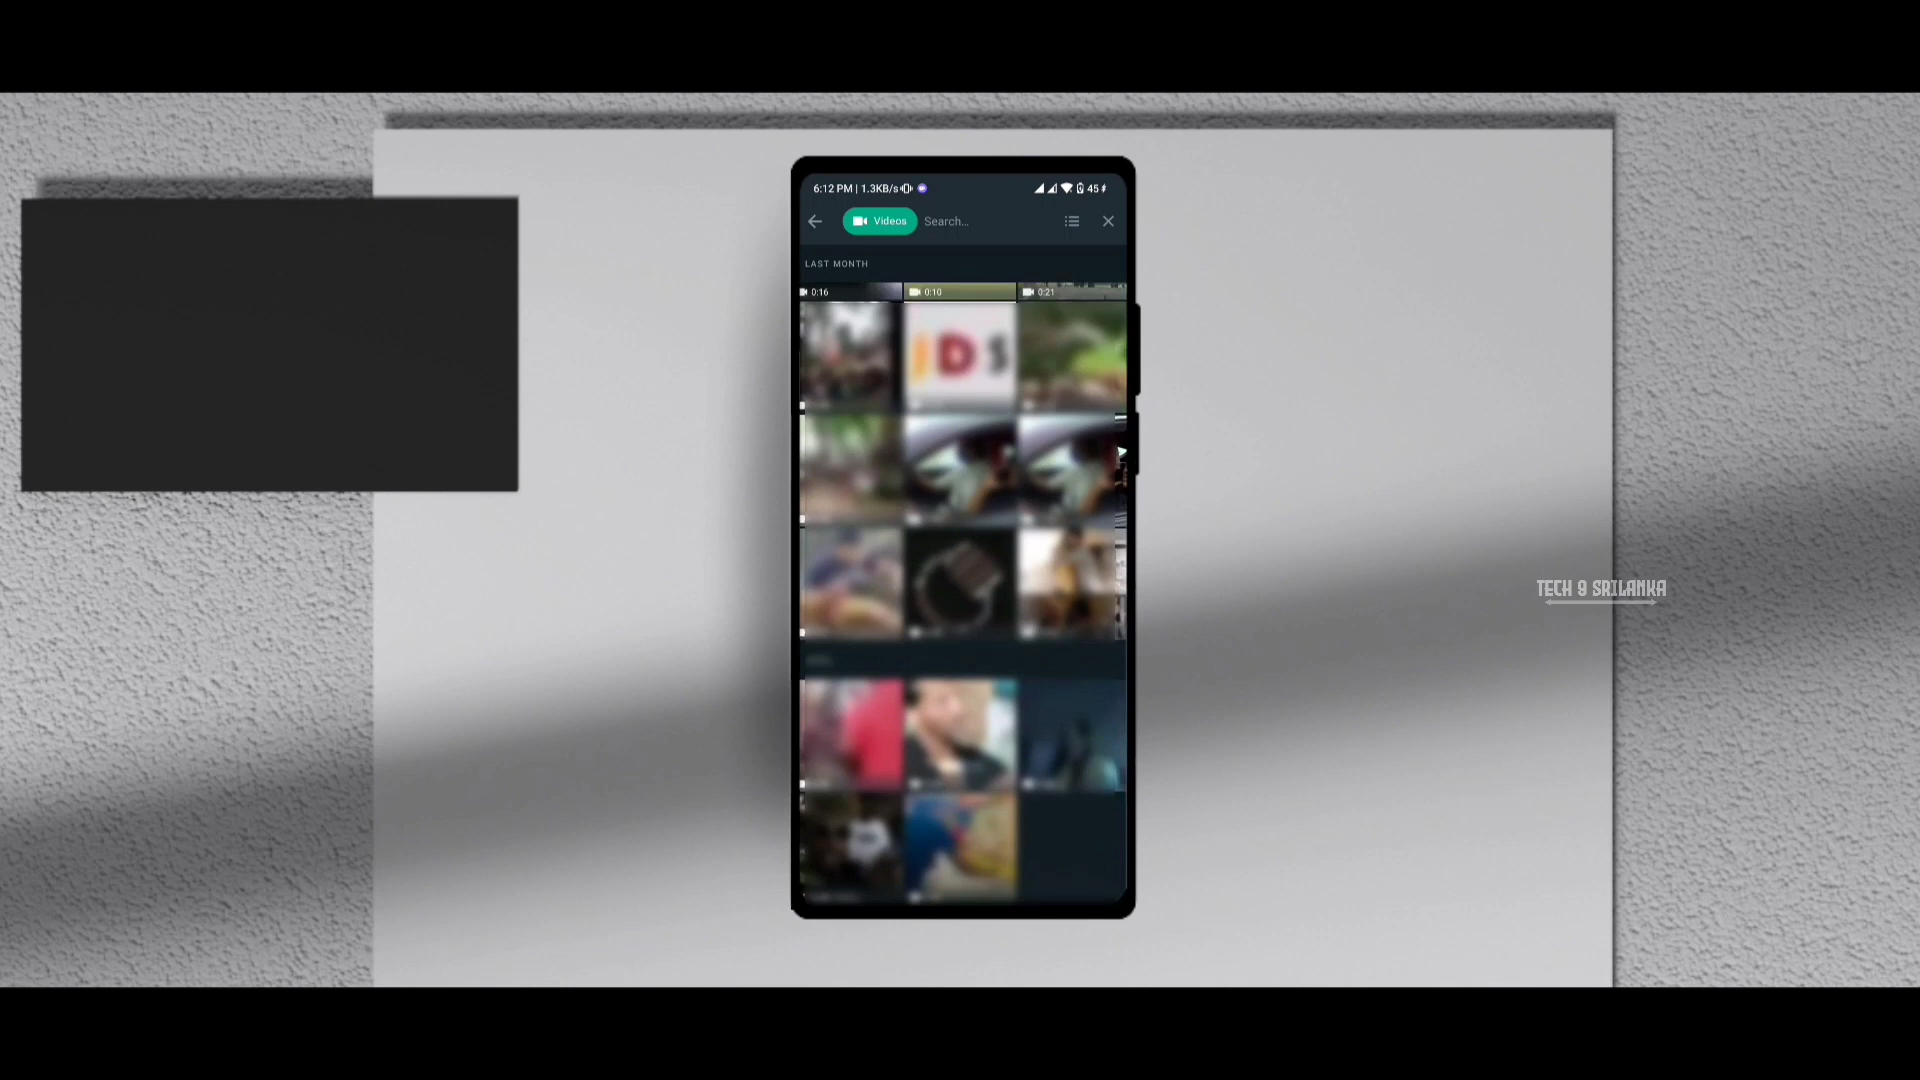 6:12 PM | 1.3KB/s
45
Videos
Search...
LAST MONTH
0:16
0:10
0:21
IDS
TECH 9 SRILANKA